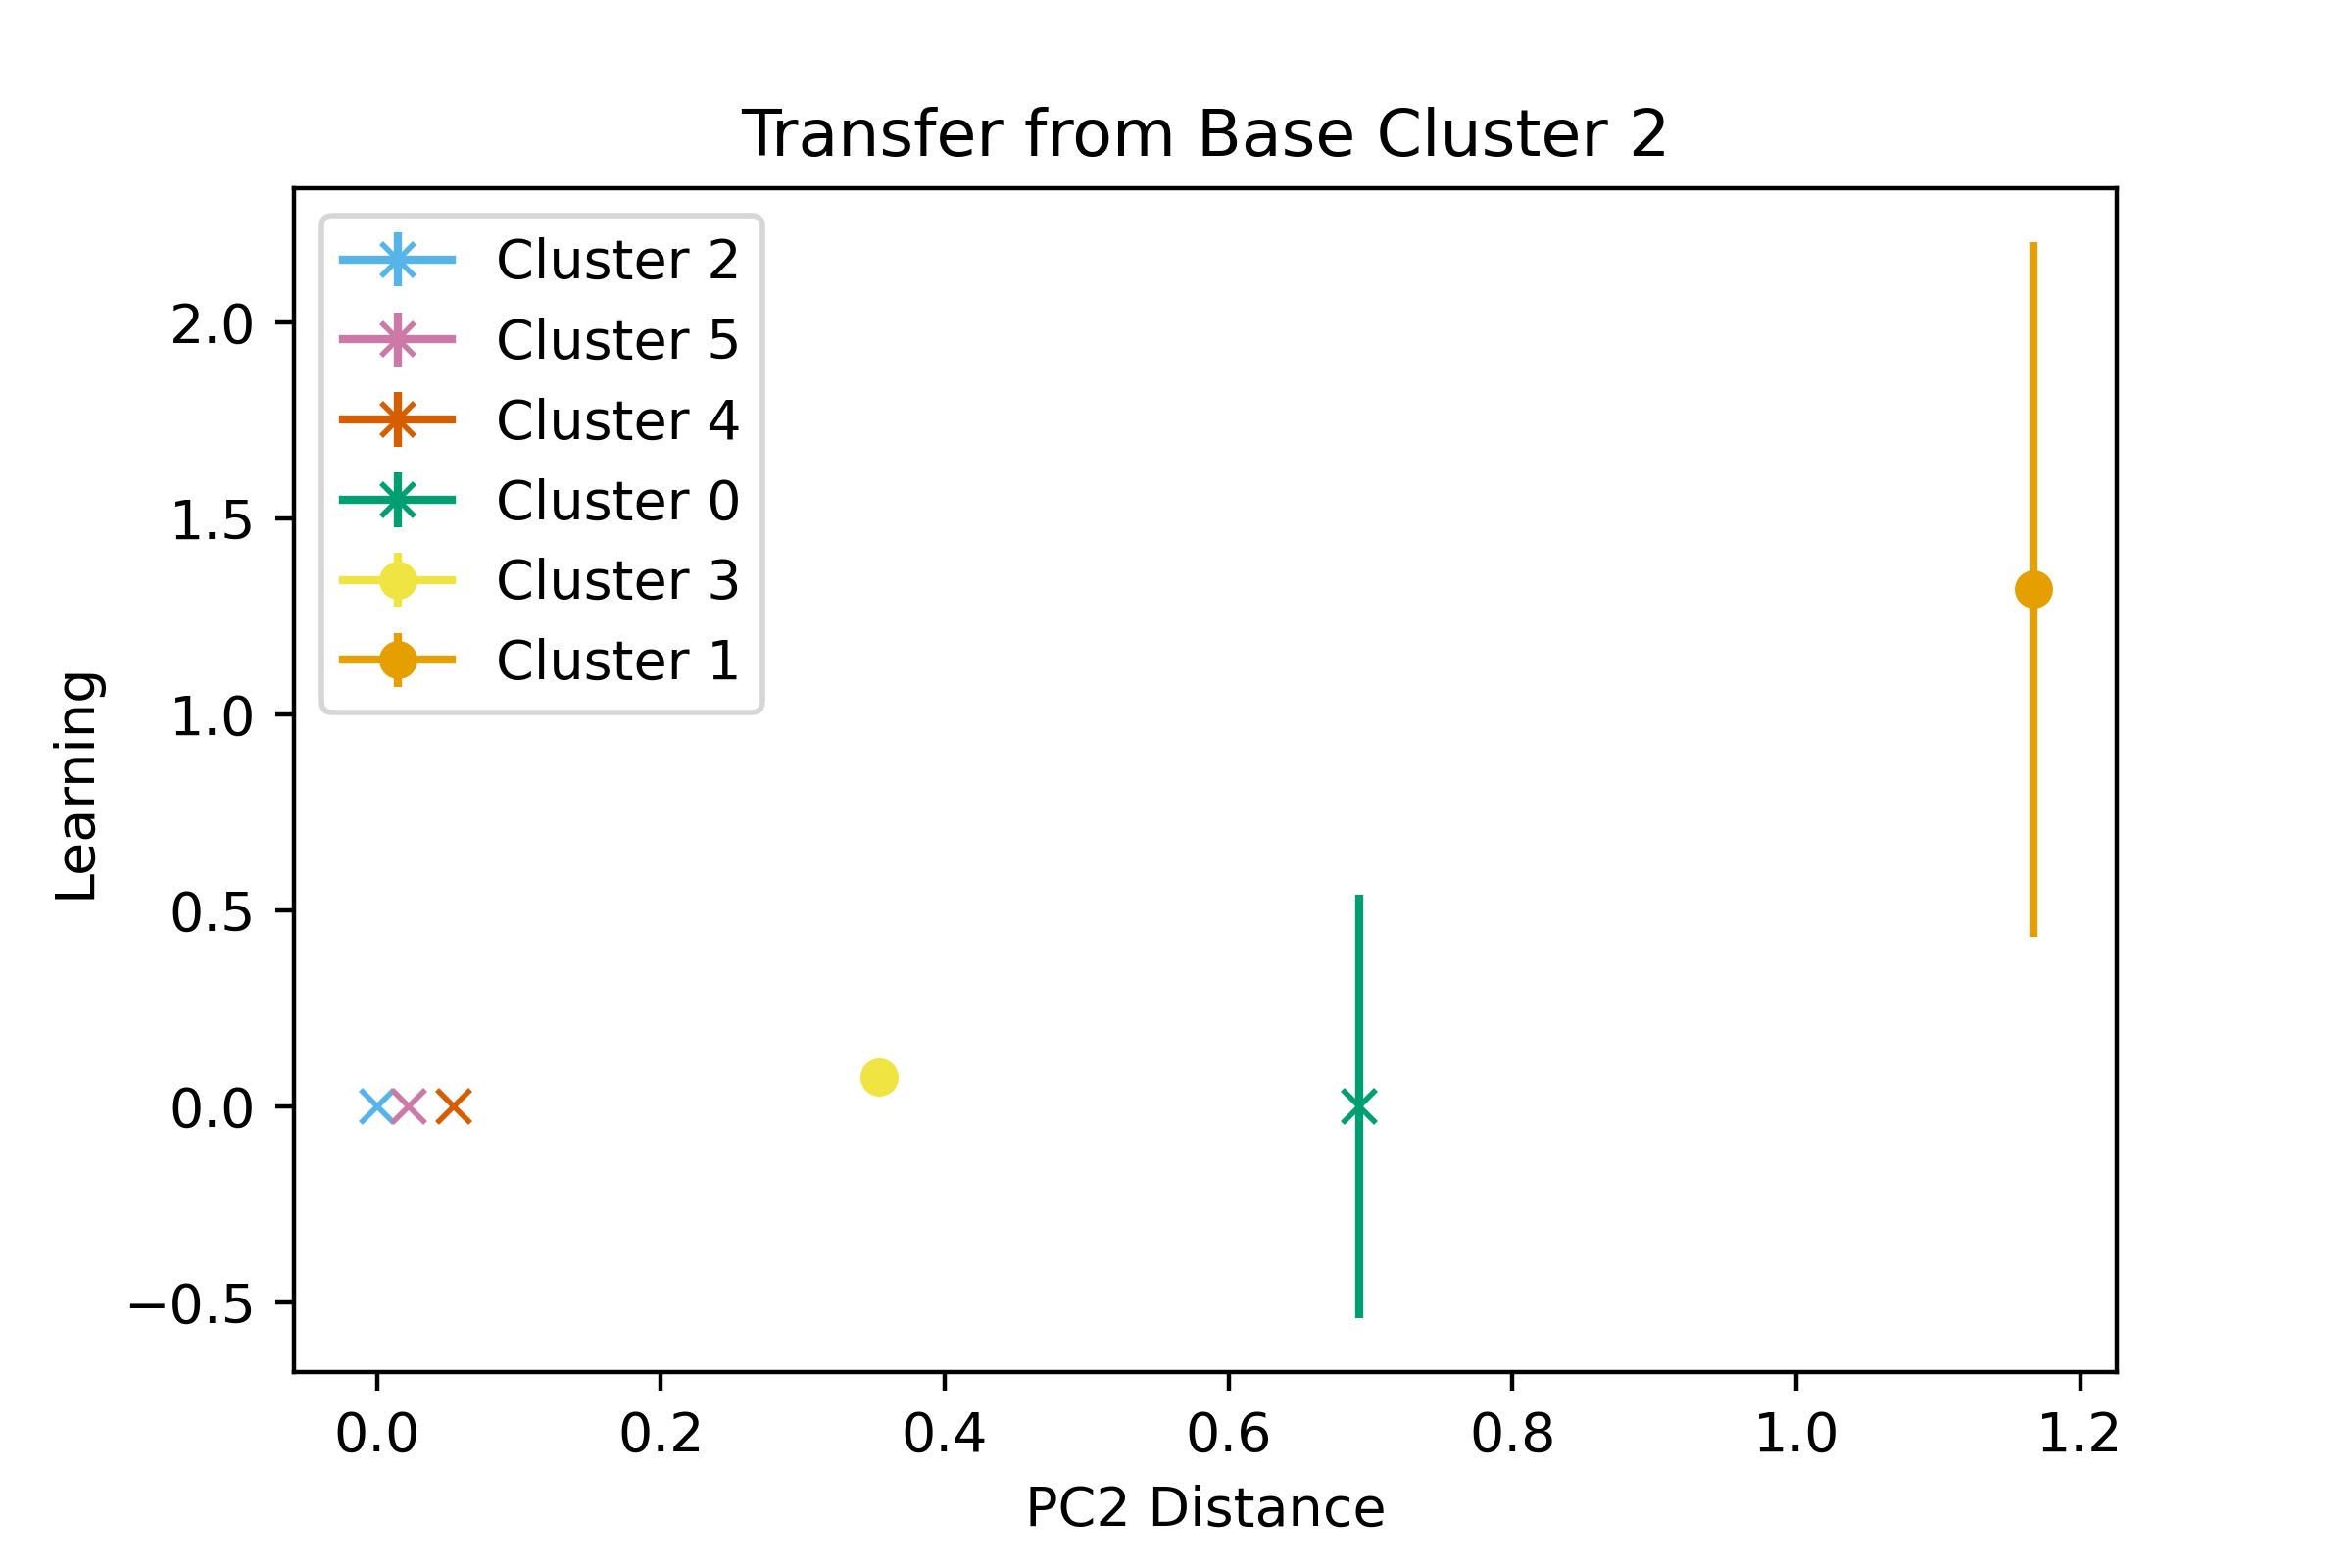 Transfer from Base Cluster 2
Cluster 2
Cluster 5
Cluster 4
Cluster 0
Cluster 3
Cluster 1
Learning
2.0
1.5
1.0
0.5
0.0
−0.5
0.0 0.2 0.4 0.6 0.8 1.0 1.2
PC2 Distance